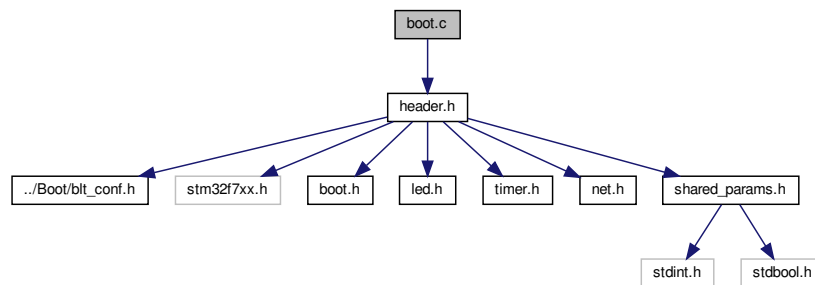 boot.c
header.h
../Boot/blt_conf.h
stm32f7xx.h
boot.h
led.h
timer.h
net.h
shared_params.h
stdint.h
stdbool.h